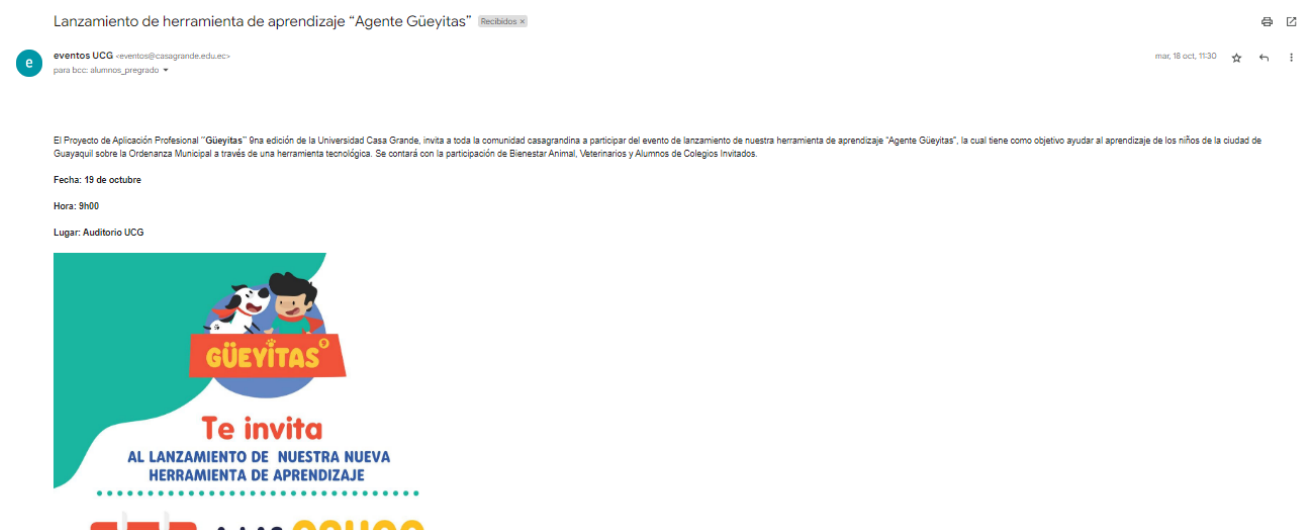 Lanzamiento de herramienta de aprendizaje “Agente Güeyitas” Recibidos ×
e
eventos UCG <eventos@casagrande.edu.ec>
mar, 18 oct, 11:30
para bcc: alumnos_pregrado
El Proyecto de Aplicación Profesional "Güeyitas" 9na edición de la Universidad Casa Grande, invita a toda la comunidad casagrandina a participar del evento de lanzamiento de nuestra herramienta de aprendizaje "Agente Güeyitas", la cual tiene como objetivo ayudar al aprendizaje de los niños de la ciudad de
Guayaquil sobre la Ordenanza Municipal a través de una herramienta tecnológica. Se contará con la participación de Bienestar Animal, Veterinarios y Alumnos de Colegios Invitados.
Fecha: 19 de octubre
Hora: 9h00
Lugar: Auditorio UCG
GÜEYITAS 9
Te invita
AL LANZAMIENTO DE NUESTRA NUEVA
HERRAMIENTA DE APRENDIZAJE